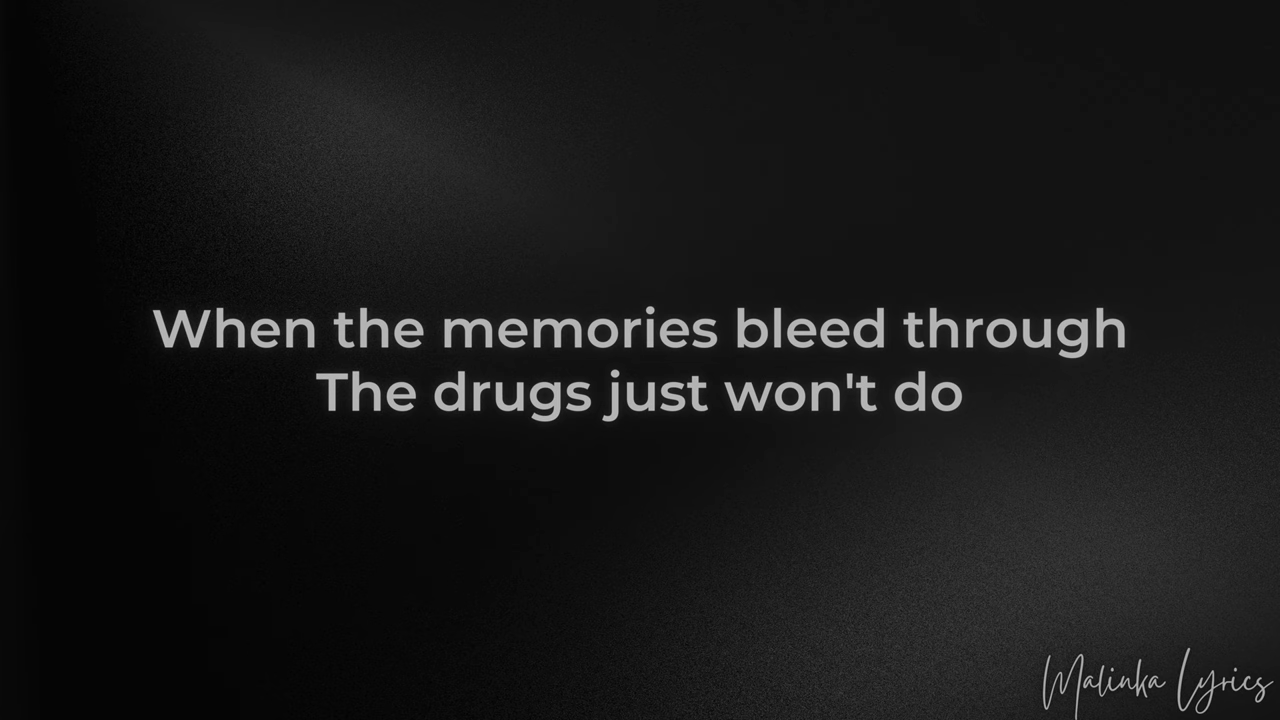 When the memories bleed through
The drugs just won't do
Malinka Lyrics